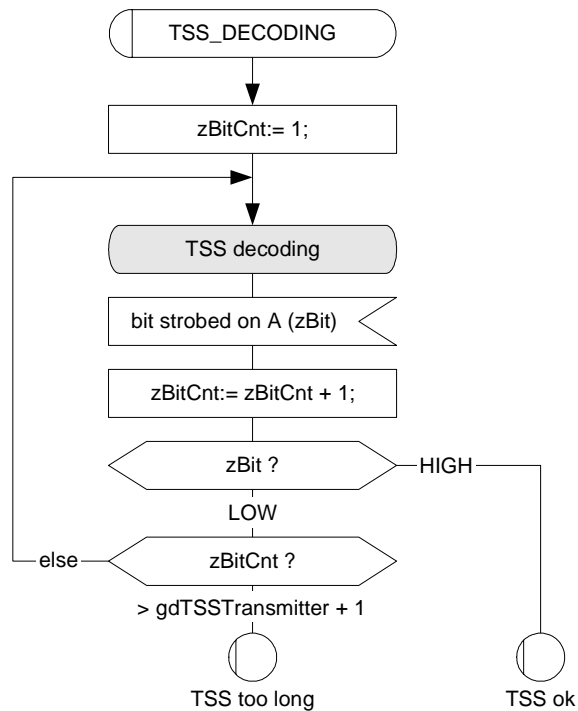 TSS_DECODING
zBitCnt:= 1;
TSS decoding
bit strobed on A (zBit)
zBitCnt:= zBitCnt + 1;
zBit ?
HIGH
LOW
else
zBitCnt ?
> gdTSSTransmitter + 1
TSS too long
TSS ok